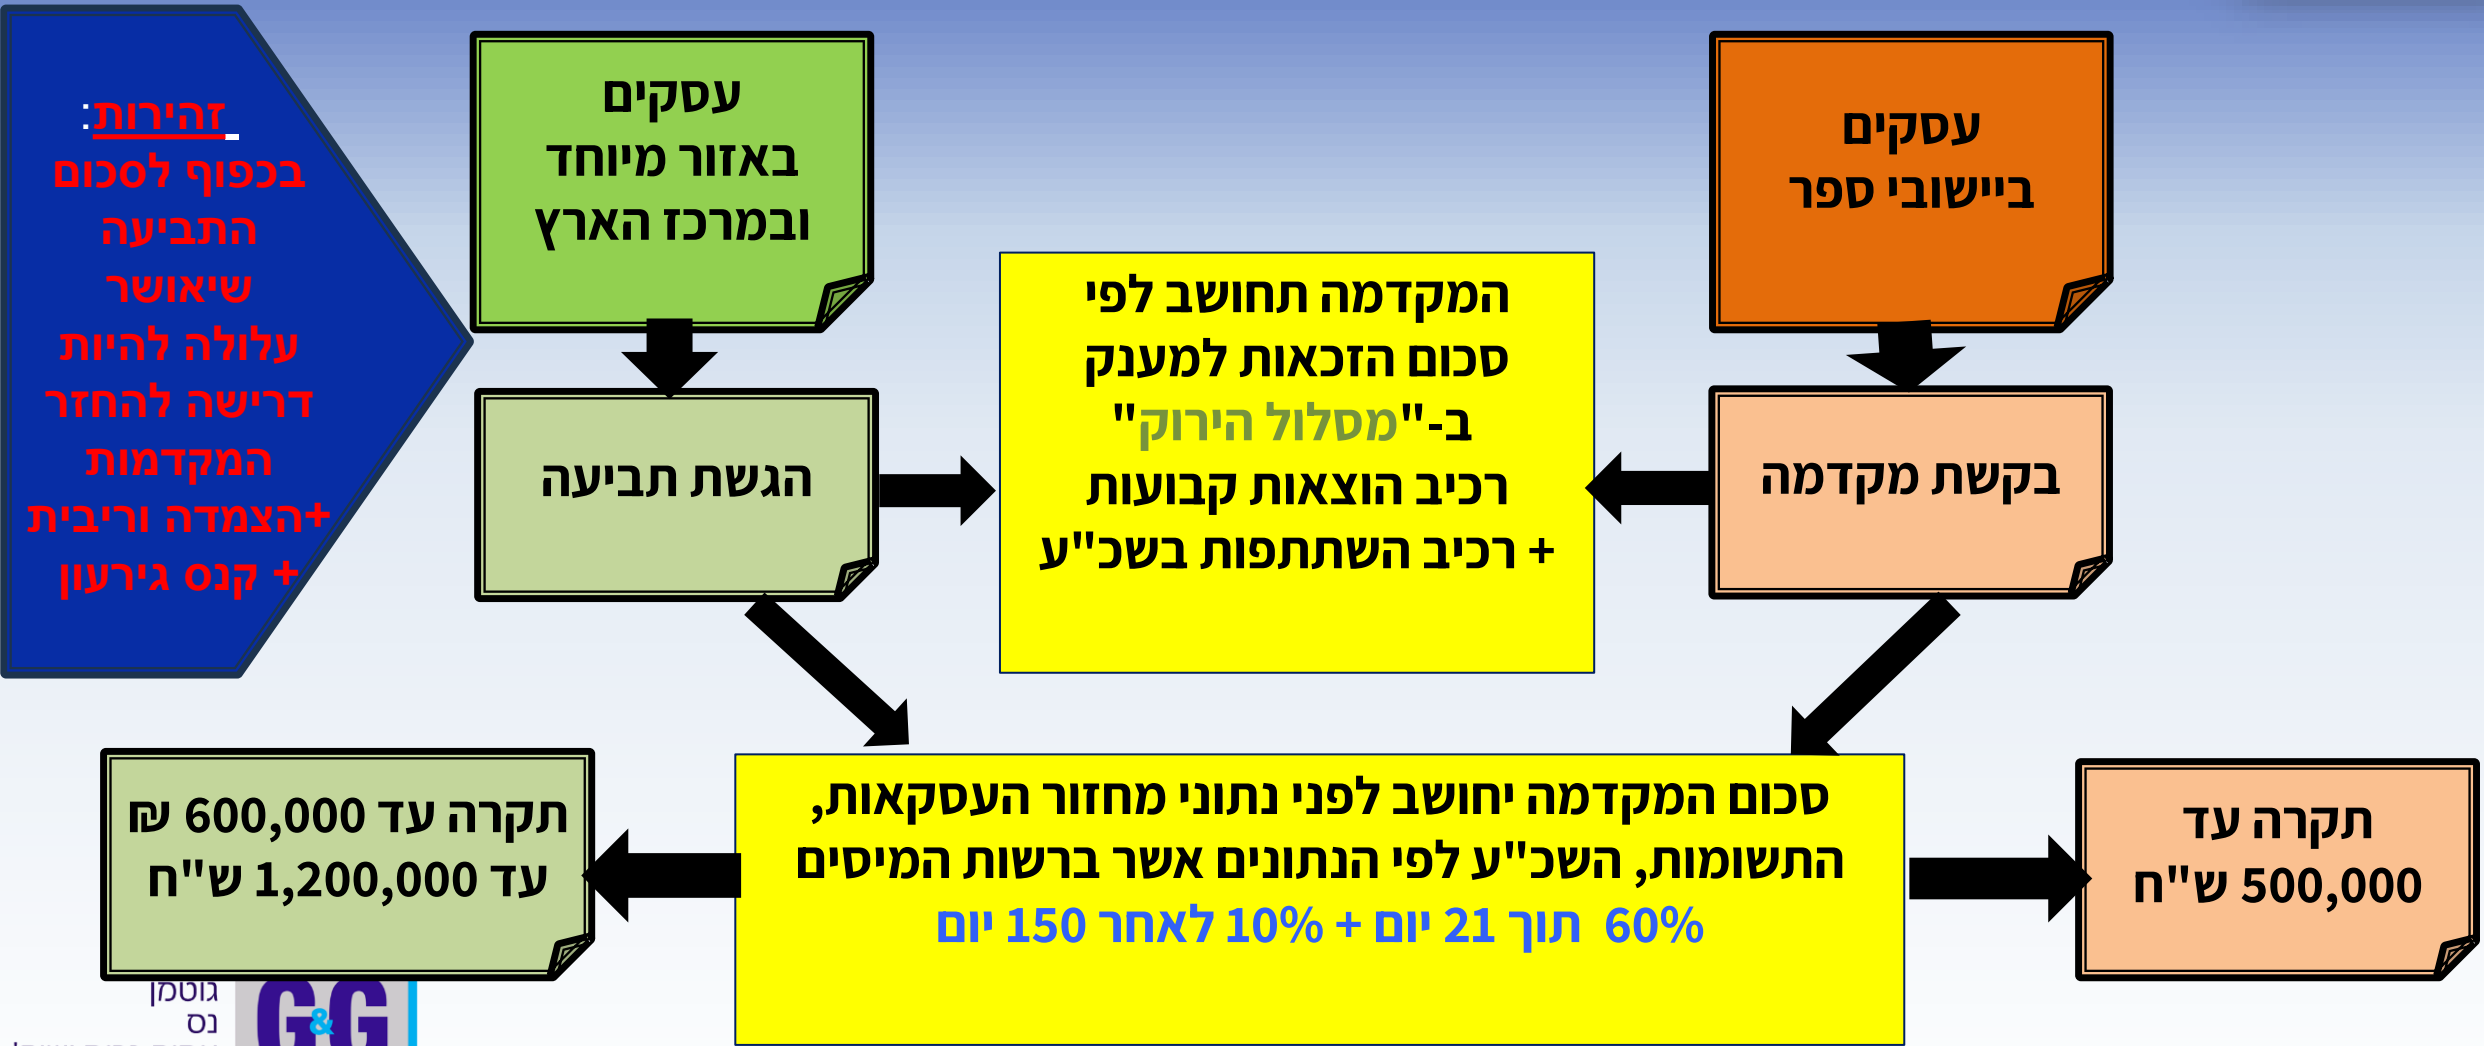 עסקים
ביישובי ספר
בקשת מקדמה
עסקים
באזור מיוחד
ובמרכז הארץ
הגשת תביעה
המקדמה תחושב לפי
סכום הזכאות למענק
ב-"מסלול הירוק"
רכיב הוצאות קבועות
+ רכיב השתתפות בשכ"ע
זהירות:
בכפוף לסכום
התביעה
שיאושר
עלולה להיות
דרישה להחזר
המקדמות
+הצמדה וריבית
+ קנס גירעון
תקרה עד
500,000 ש"ח
סכום המקדמה יחושב לפני נתוני מחזור העסקאות,
התשומות, השכ"ע לפי הנתונים אשר ברשות המיסים
60% תוך 21 יום + 10% לאחר 150 יום
תקרה עד 600,000 ₪
עד 1,200,000 ש"ח
גוטמן
נס
G&G